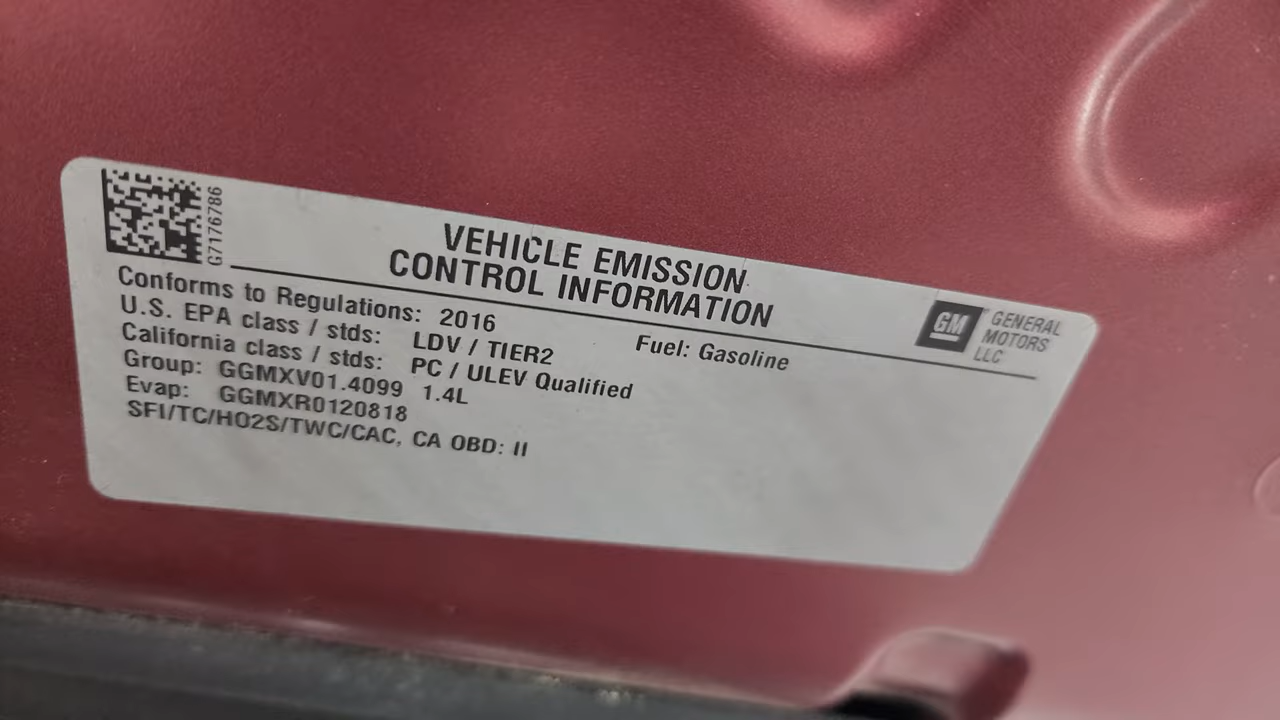 G7176786
VEHICLE EMISSION
CONTROL INFORMATION
GM
GENERAL
MOTORS
LLC
Conforms to Regulations: 2016 Fuel: Gasoline
U.S. EPA class / stds: LDV / TIER2
California class / stds: PC / ULEV Qualified
Group: GGMXV01.4099 1.4L
Evap: GGMXR0120818
SFI/TC/HO2S/TWC/CAC, CA OBD: II